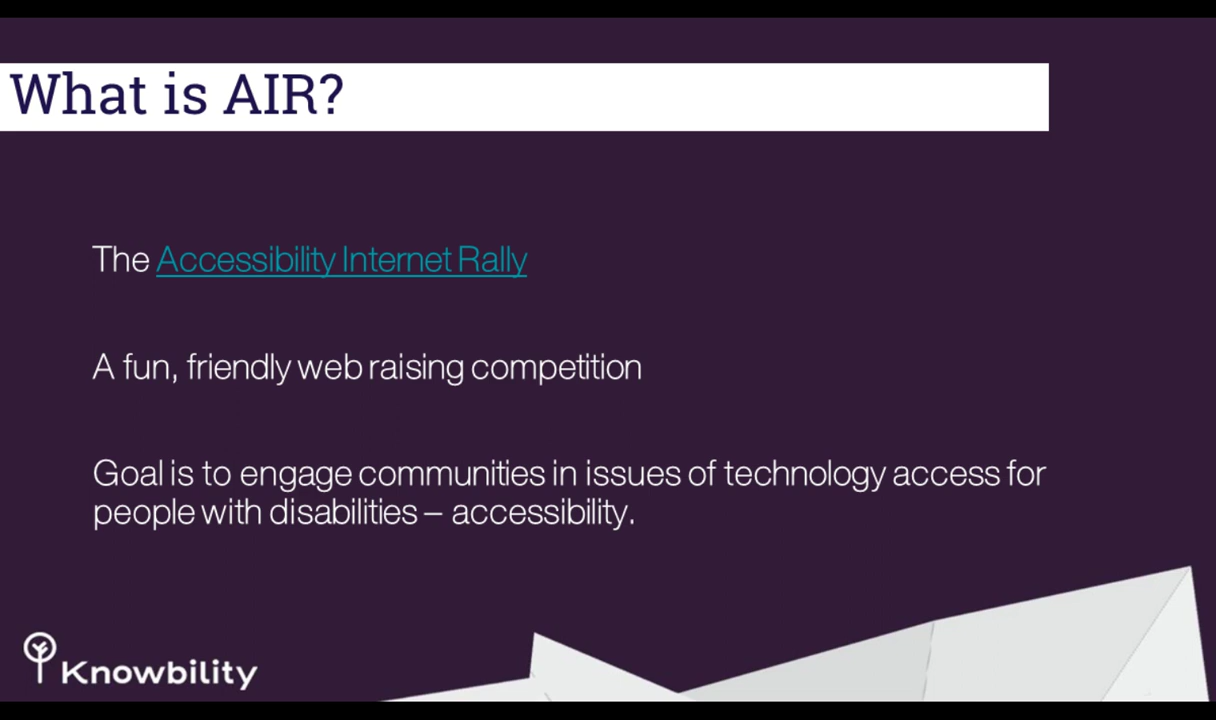 What is AIR?
The Accessibility Internet Rally
A fun, friendly web raising competition
Goal is to engage communities in issues of technology access for
people with disabilities – accessibility.
Knowbility